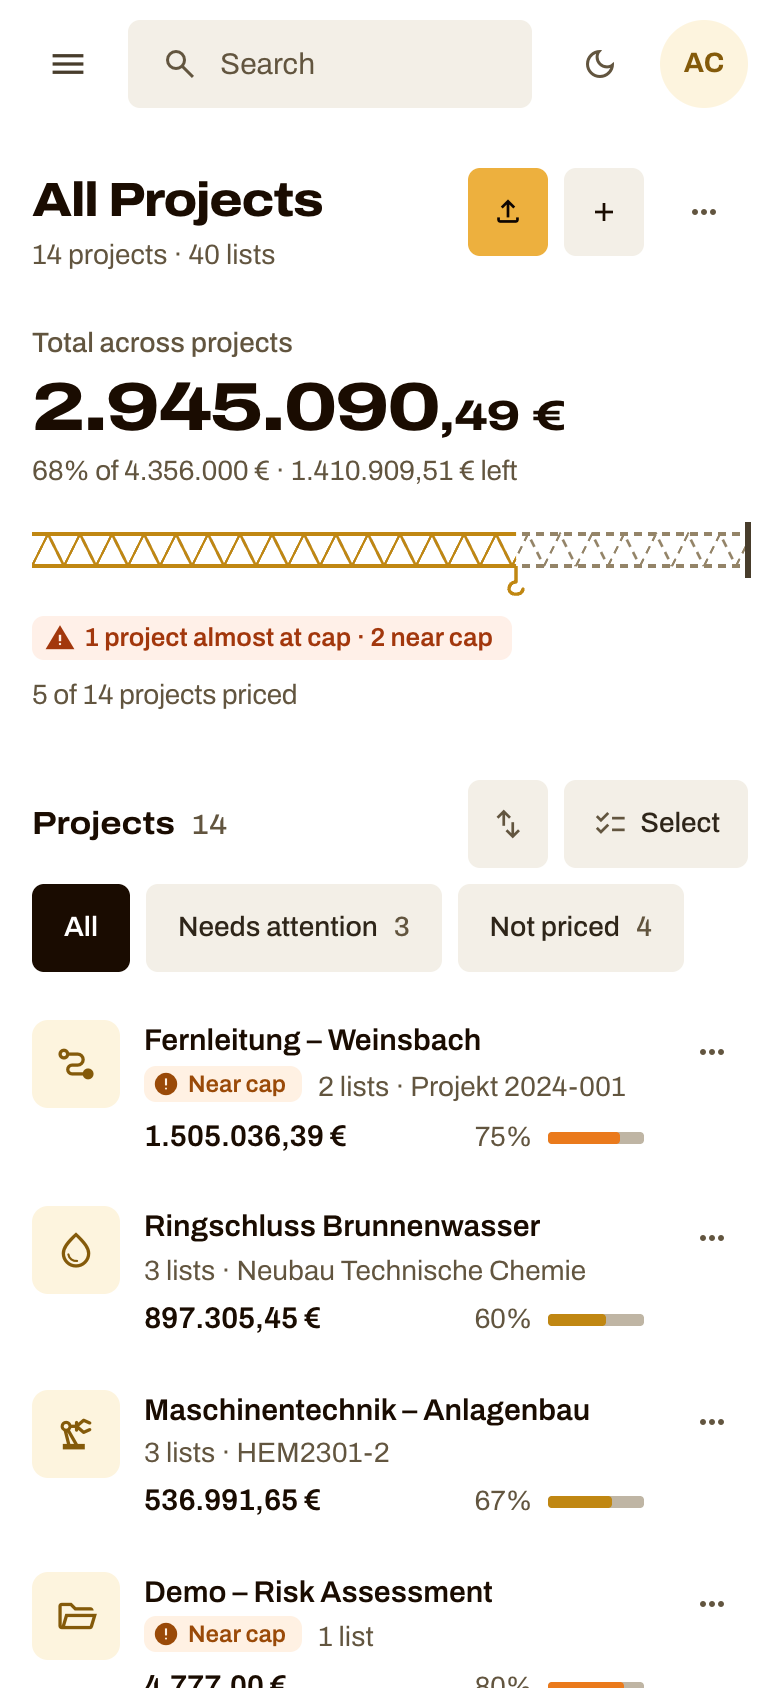 Search
AC
All Projects
14 projects · 40 lists
Total across projects
2.945.090,49 €
68% of 4.356.000 € · 1.410.909,51 € left
1 project almost at cap · 2 near cap
5 of 14 projects priced
Projects 14
Select
All
Needs attention 3
Not priced 4
Fernleitung – Weinsbach
Near cap 2 lists · Projekt 2024-001
1.505.036,39 € 75%
Ringschluss Brunnenwasser
3 lists · Neubau Technische Chemie
897.305,45 € 60%
Maschinentechnik – Anlagenbau
3 lists · HEM2301-2
536.991,65 € 67%
Demo – Risk Assessment
Near cap 1 list
4.777,00 € 80%